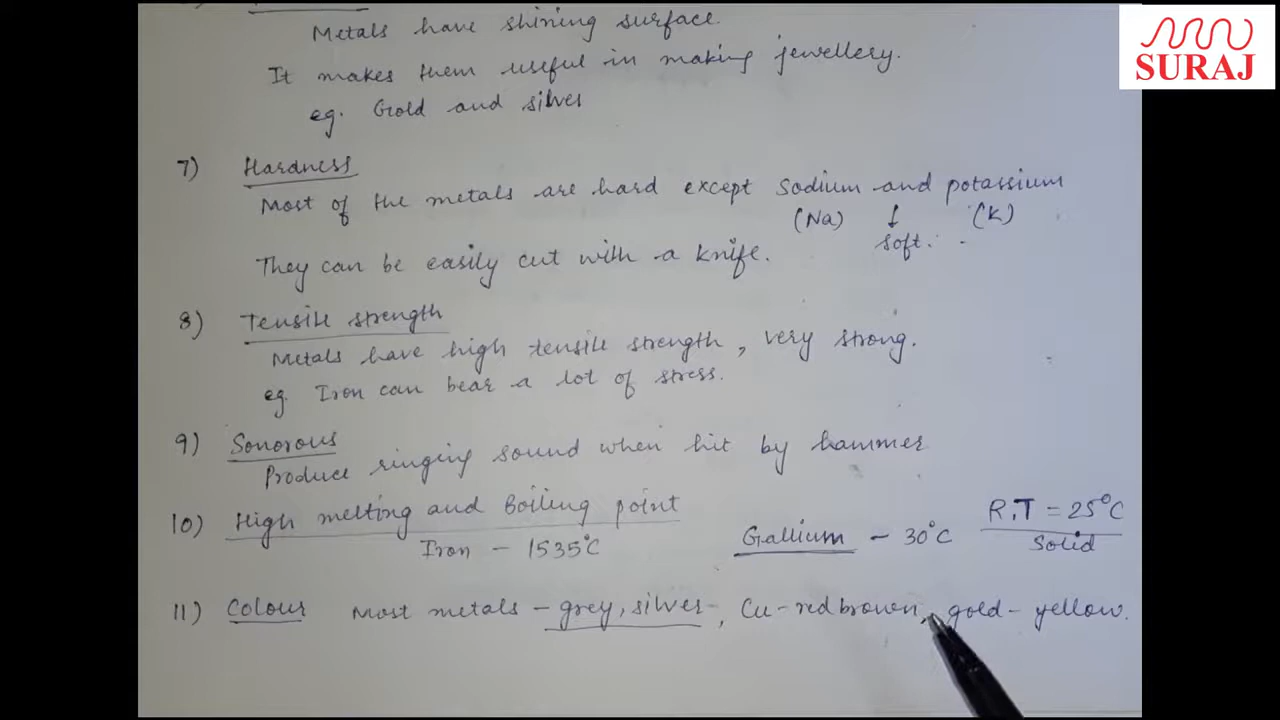 SURAJ
Metals have shining surface.
It makes them useful in making jewellery.
eg. Gold and silver
7) Hardness
Most of the metals are hard except sodium and potassium
(Na) ↓ (K)
soft.
They can be easily cut with a knife.
8) Tensile strength
Metals have high tensile strength, very strong.
eg. Iron can bear a lot of stress.
9) Sonorous
Produce ringing sound when hit by hammer
10) High melting and Boiling point
Iron - 1535°C
Gallium - 30°C
R.T = 25°C
Solid
11) Colour Most metals - grey, silver, Cu - red brown, gold - yellow.